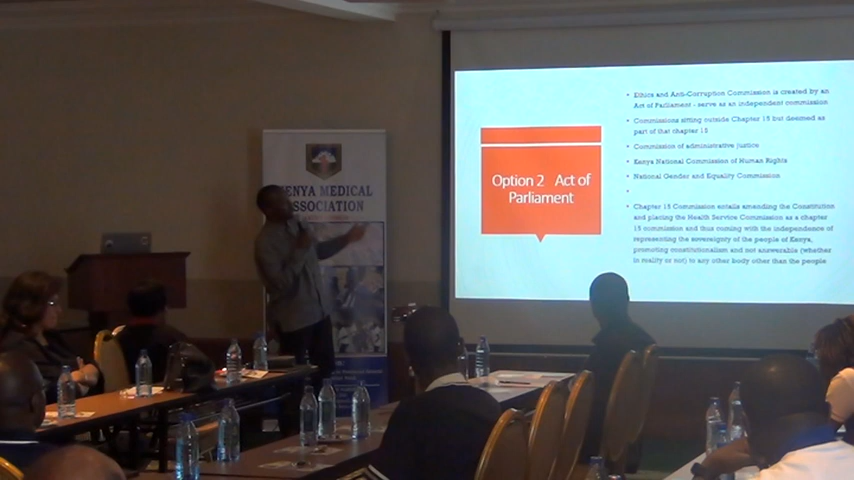 KENYA MEDICAL
ASSOCIATION
Option 2 Act of
Parliament
• Ethics and Anti-Corruption Commission is created by an
Act of Parliament - serve as an independent commission
• Commissions sitting outside Chapter 15 but deemed as
part of that chapter 15
• Commission of administrative justice
• Kenya National Commission of Human Rights
• National Gender and Equality Commission
•
• Chapter 15 Commission entails amending the Constitution
and placing the Health Service Commission as a chapter
15 commission and thus coming with the independence of
representing the sovereignty of the people of Kenya,
promoting constitutionalism and not answerable (whether
in reality or not) to any other body other than the people